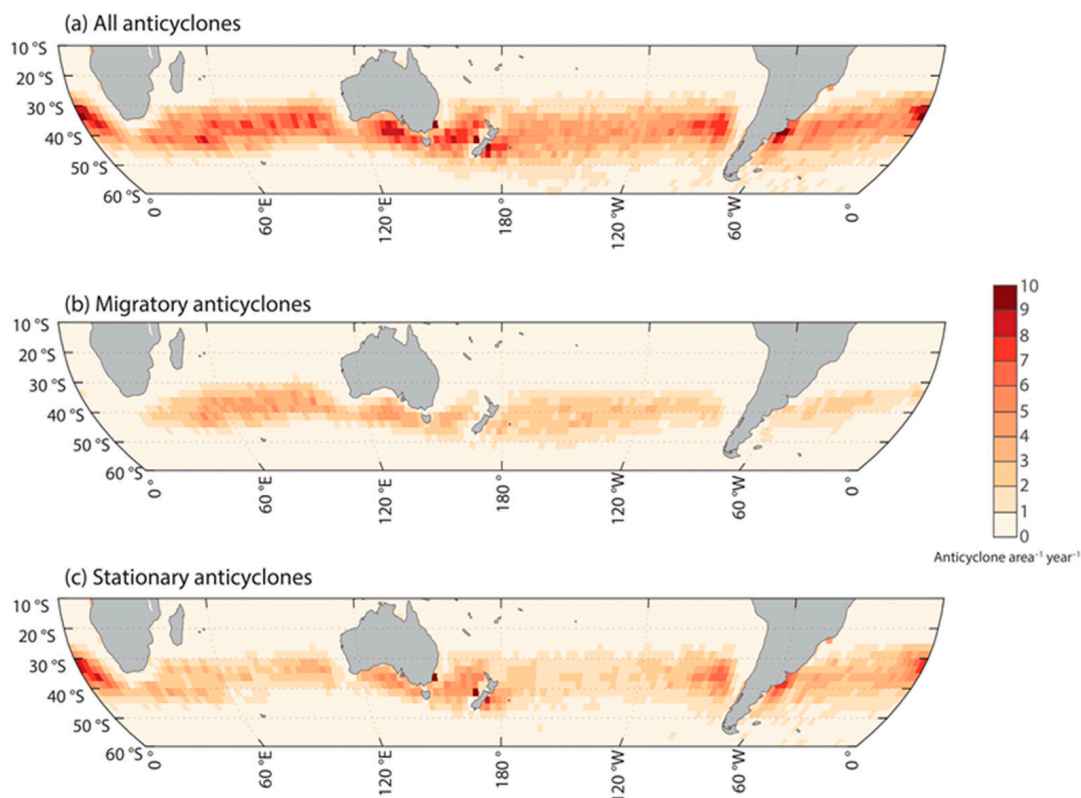 (a) All anticyclones
10 °S
20 °S
30 °S
40 °S
50 °S
60 °S
0°
60 °E
120 °E
180°
120 °W
60 °W
0°
(b) Migratory anticyclones
10 °S
20 °S
30 °S
40 °S
50 °S
60 °S
0°
60 °E
120 °E
180°
120 °W
60 °W
0°
10
9
8
7
6
5
4
3
2
1
0
Anticyclone area⁻¹ year⁻¹
(c) Stationary anticyclones
10 °S
20 °S
30 °S
40 °S
50 °S
60 °S
0°
60 °E
120 °E
180°
120 °W
60 °W
0°